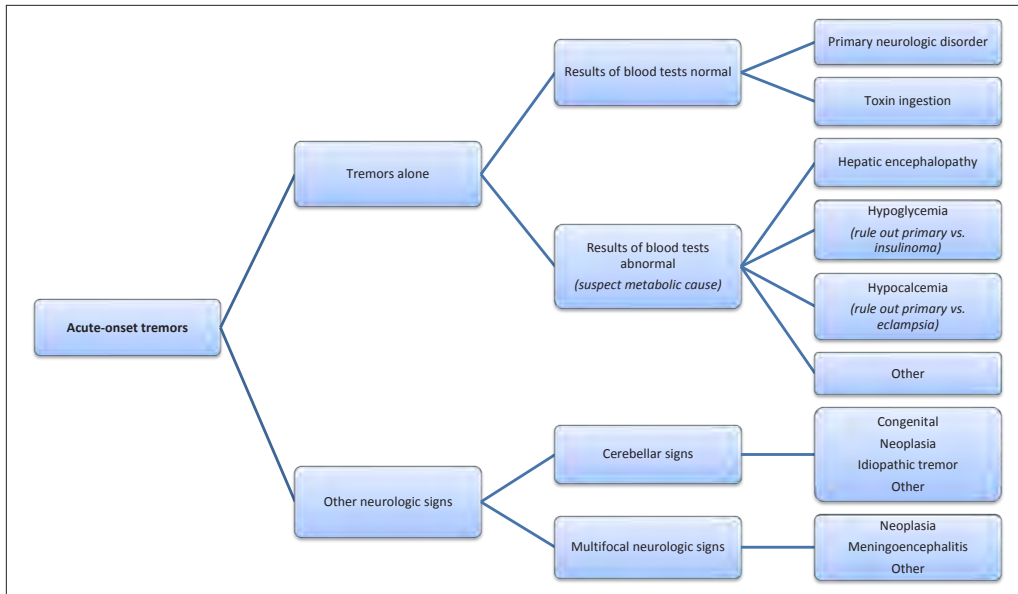 Acute-onset tremors
Tremors alone
Results of blood tests normal
Primary neurologic disorder
Toxin ingestion
Results of blood tests
abnormal
(suspect metabolic cause)
Hepatic encephalopathy
Hypoglycemia
(rule out primary vs.
insulinoma)
Hypocalcemia
(rule out primary vs.
eclampsia)
Other
Other neurologic signs
Cerebellar signs
Congenital
Neoplasia
Idiopathic tremor
Other
Multifocal neurologic signs
Neoplasia
Meningoencephalitis
Other